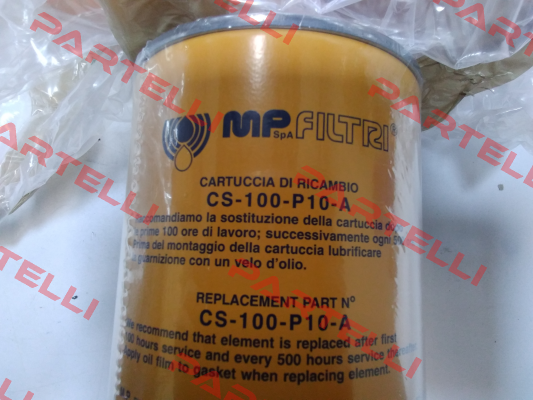 PARTELLI
PARTELLI
PARTELLI
MP FILTRI®
SpA
CARTUCCIA DI RICAMBIO
CS-100-P10-A
Raccomandiamo la sostituzione della cartuccia
prime 100 ore di lavoro; successivamente ogni
Prima del montaggio della cartuccia lubrificare
guarnizione con un velo d'olio.
REPLACEMENT PART N°
CS-100-P10-A
recommend that element is replaced after first
hours service and every 500 hours service
apply oil film to gasket when replacing element.
PARTELLI
PARTELLI
PARTELLI